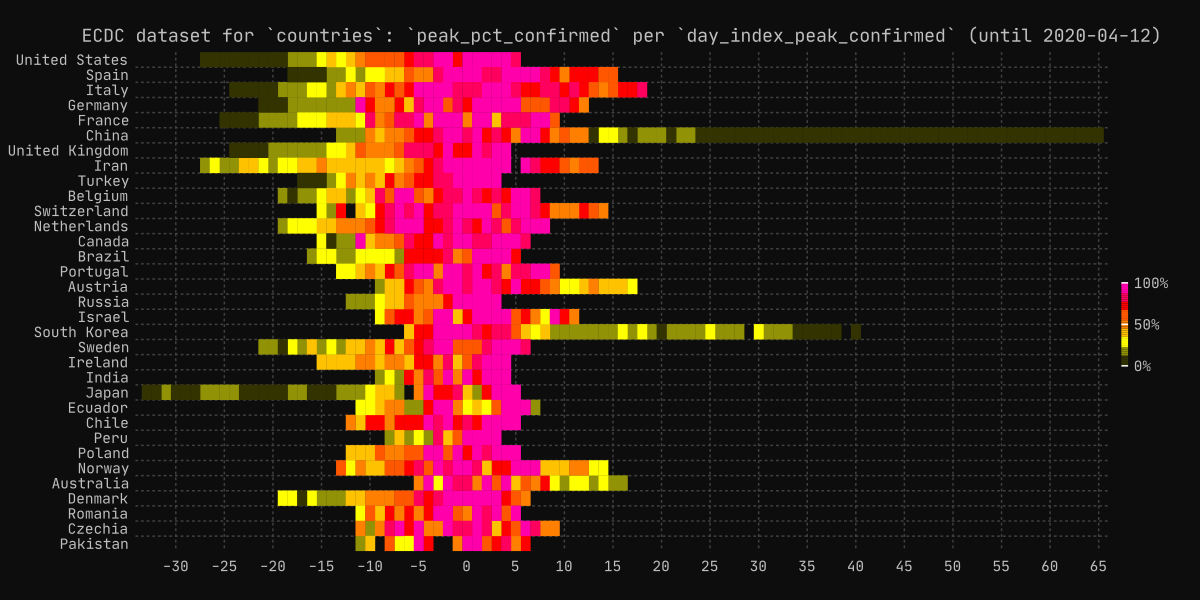 ECDC dataset for `countries`: `peak_pct_confirmed` per `day_index_peak_confirmed` (until 2020-04-12)
United States
Spain
Italy
Germany
France
China
United Kingdom
Iran
Turkey
Belgium
Switzerland
Netherlands
Canada
Brazil
Portugal
Austria
Russia
Israel
South Korea
Sweden
Ireland
India
Japan
Ecuador
Chile
Peru
Poland
Norway
Australia
Denmark
Romania
Czechia
Pakistan
100%
50%
0%
-30 -25 -20 -15 -10 -5 0 5 10 15 20 25 30 35 40 45 50 55 60 65